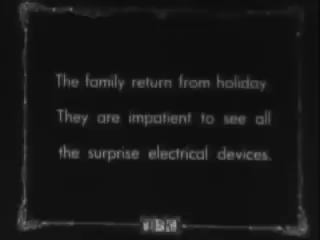 The family return from holiday
They are impatient to see all
the surprise electrical devices.